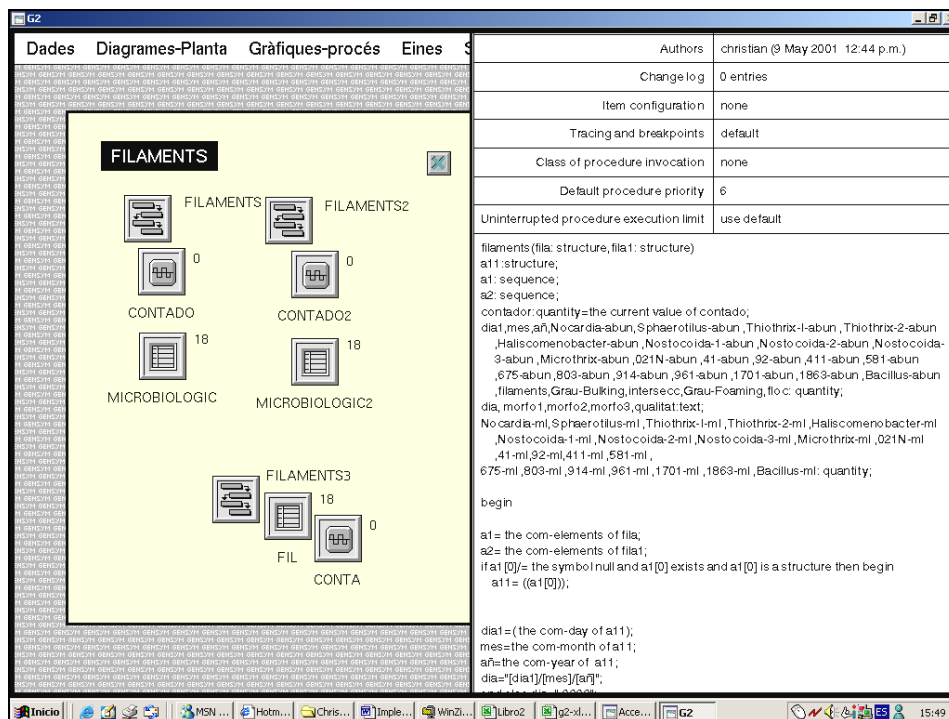 G2
Dades Diagrames-Planta Gràfiques-procés Eines S
FILAMENTS
FILAMENTS
FILAMENTS2
0
0
CONTADO
CONTADO2
18
18
MICROBIOLOGIC
MICROBIOLOGIC2
FILAMENTS3
18
0
FIL
CONTA
GENSYM GENSYM GENSYM GENSYM GENSYM GENSYM
Authors christian (9 May 2001 12:44 p.m.)
Change log 0 entries
Item configuration none
Tracing and breakpoints default
Class of procedure invocation none
Default procedure priority 6
Uninterrupted procedure execution limit use default
filaments(fila: structure,fila1: structure)
a11:structure;
a1: sequence;
a2: sequence;
contador:quantity=the current value of contado;
dia1,mes,añ,Nocardia-abun,Sphaerotilus-abun ,Thiothrix-I-abun ,Thiothrix-2-abun
,Haliscomenobacter-abun ,Nostocoida-1-abun ,Nostocoida-2-abun ,Nostocoida-
3-abun ,Microthrix-abun ,021N-abun ,41-abun ,92-abun ,411-abun ,581-abun
,675-abun,803-abun ,914-abun ,961-abun ,1701-abun ,1863-abun ,Bacillus-abun
,filaments,Grau-Bulking,intersecc,Grau-Foaming,floc: quantity;
dia, morfo1,morfo2,morfo3,qualitat:text;
Nocardia-ml,Sphaerotilus-ml ,Thiothrix-I-ml ,Thiothrix-2-ml ,Haliscomenobacter-ml
,Nostocoida-1-ml ,Nostocoida-2-ml ,Nostocoida-3-ml ,Microthrix-ml ,021N-ml
,41-ml,92-ml,411-ml ,581-ml ,
675-ml ,803-ml ,914-ml ,961-ml ,1701-ml ,1863-ml ,Bacillus-ml: quantity;
begin
a1= the com-elements of fila;
a2= the com-elements of fila1;
if a1[0]/= the symbol null and a1[0] exists and a1[0] is a structure then begin
a11= ((a1[0]));
dia1=(the com-day of a11);
mes=the com-month of a11;
añ=the com-year of a11;
dia="[dia1]/[mes]/[añ]";
Inicio MSN ... Hotm... Chris... Imple... WinZi... Libro2 g2-xl... Acce... G2 ES 15:49